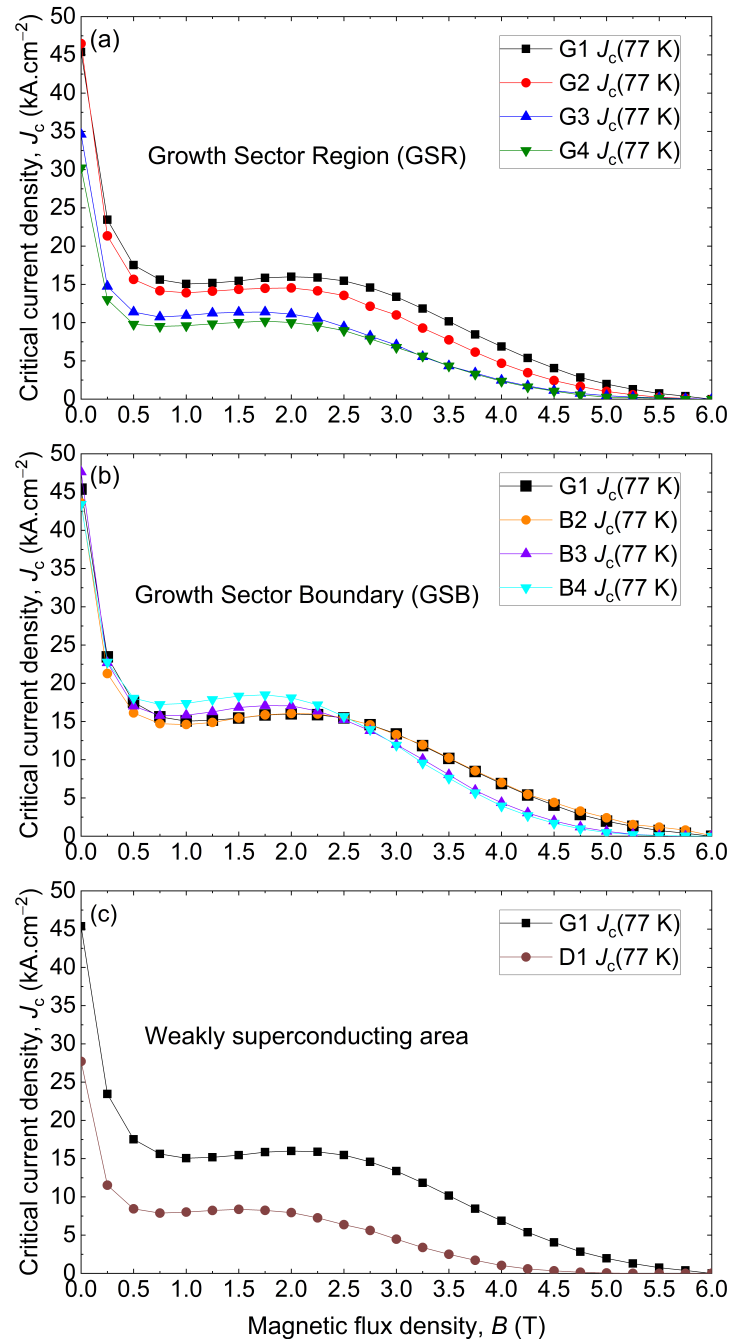 (a)
G1 Jc(77 K)
G2 Jc(77 K)
G3 Jc(77 K)
G4 Jc(77 K)
Growth Sector Region (GSR)
Critical current density, Jc (kA.cm−2)
50
45
40
35
30
25
20
15
10
5
0
0.0 0.5 1.0 1.5 2.0 2.5 3.0 3.5 4.0 4.5 5.0 5.5 6.0
(b)
G1 Jc(77 K)
B2 Jc(77 K)
B3 Jc(77 K)
B4 Jc(77 K)
Growth Sector Boundary (GSB)
Critical current density, Jc (kA.cm−2)
50
45
40
35
30
25
20
15
10
5
0
0.0 0.5 1.0 1.5 2.0 2.5 3.0 3.5 4.0 4.5 5.0 5.5 6.0
(c)
G1 Jc(77 K)
D1 Jc(77 K)
Weakly superconducting area
Critical current density, Jc (kA.cm−2)
50
45
40
35
30
25
20
15
10
5
0
0.0 0.5 1.0 1.5 2.0 2.5 3.0 3.5 4.0 4.5 5.0 5.5 6.0
Magnetic flux density, B (T)